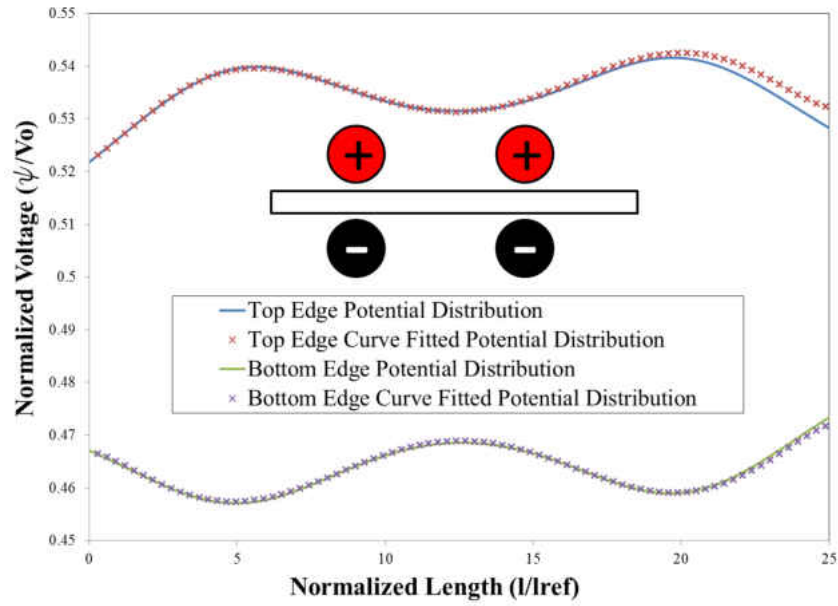 0.55
0.54
0.53
0.52
0.51
0.5
0.49
0.48
0.47
0.46
0.45
Normalized Voltage (ψ/Vo)
+ +
− −
Top Edge Potential Distribution
Top Edge Curve Fitted Potential Distribution
Bottom Edge Potential Distribution
Bottom Edge Curve Fitted Potential Distribution
0 5 10 15 20 25
Normalized Length (l/lref)